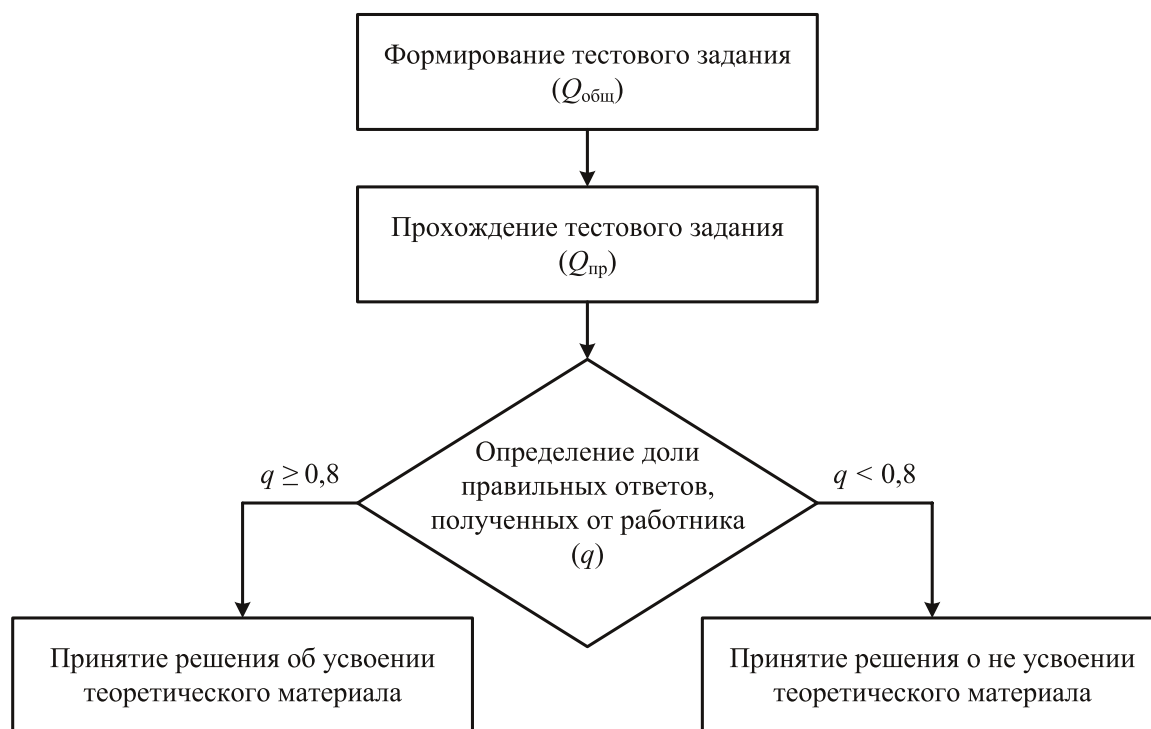 Формирование тестового задания
(Qобщ)
Прохождение тестового задания
(Qпр)
Определение доли
правильных ответов,
полученных от работника
(q)
q ≥ 0,8
q < 0,8
Принятие решения об усвоении
теоретического материала
Принятие решения о не усвоении
теоретического материала